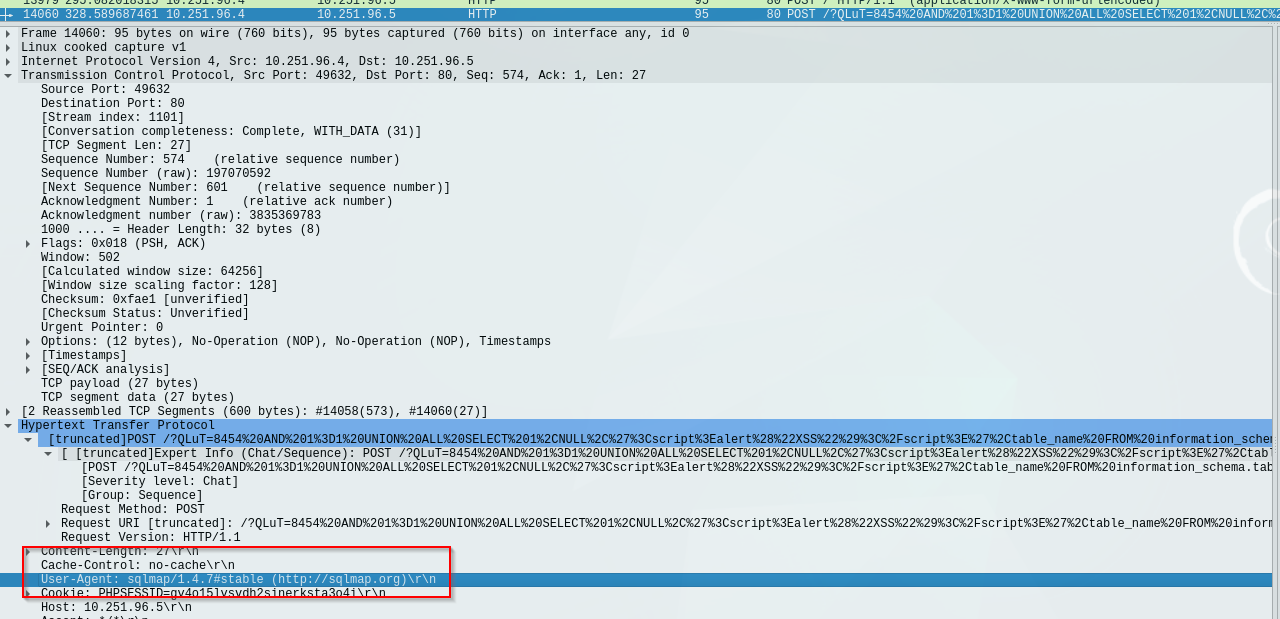 13979 295.082018315 10.251.96.4 10.251.96.5 HTTP 95 80 POST / HTTP/1.1 (application/x-www-form-urlencoded)
14060 328.589687461 10.251.96.4 10.251.96.5 HTTP 95 80 POST /?QLuT=8454%20AND%201%3D1%20UNION%20ALL%20SELECT%201%2CNULL%2C%2
Frame 14060: 95 bytes on wire (760 bits), 95 bytes captured (760 bits) on interface any, id 0
Linux cooked capture v1
Internet Protocol Version 4, Src: 10.251.96.4, Dst: 10.251.96.5
Transmission Control Protocol, Src Port: 49632, Dst Port: 80, Seq: 574, Ack: 1, Len: 27
Source Port: 49632
Destination Port: 80
[Stream index: 1101]
[Conversation completeness: Complete, WITH_DATA (31)]
[TCP Segment Len: 27]
Sequence Number: 574    (relative sequence number)
Sequence Number (raw): 197070592
[Next Sequence Number: 601    (relative sequence number)]
Acknowledgment Number: 1    (relative ack number)
Acknowledgment number (raw): 3835369783
1000 .... = Header Length: 32 bytes (8)
Flags: 0x018 (PSH, ACK)
Window: 502
[Calculated window size: 64256]
[Window size scaling factor: 128]
Checksum: 0xfae1 [unverified]
[Checksum Status: Unverified]
Urgent Pointer: 0
Options: (12 bytes), No-Operation (NOP), No-Operation (NOP), Timestamps
[Timestamps]
[SEQ/ACK analysis]
TCP payload (27 bytes)
TCP segment data (27 bytes)
[2 Reassembled TCP Segments (600 bytes): #14058(573), #14060(27)]
Hypertext Transfer Protocol
[truncated]POST /?QLuT=8454%20AND%201%3D1%20UNION%20ALL%20SELECT%201%2CNULL%2C%27%3Cscript%3Ealert%28%22XSS%22%29%3C%2Fscript%3E%27%2Ctable_name%20FROM%20information_schem
[ [truncated]Expert Info (Chat/Sequence): POST /?QLuT=8454%20AND%201%3D1%20UNION%20ALL%20SELECT%201%2CNULL%2C%27%3Cscript%3Ealert%28%22XSS%22%29%3C%2Fscript%3E%27%2Ctabl
[POST /?QLuT=8454%20AND%201%3D1%20UNION%20ALL%20SELECT%201%2CNULL%2C%27%3Cscript%3Ealert%28%22XSS%22%29%3C%2Fscript%3E%27%2Ctable_name%20FROM%20information_schema.tab
[Severity level: Chat]
[Group: Sequence]
Request Method: POST
Request URI [truncated]: /?QLuT=8454%20AND%201%3D1%20UNION%20ALL%20SELECT%201%2CNULL%2C%27%3Cscript%3Ealert%28%22XSS%22%29%3C%2Fscript%3E%27%2Ctable_name%20FROM%20inform
Request Version: HTTP/1.1
Content-Length: 27\r\n
Cache-Control: no-cache\r\n
User-Agent: sqlmap/1.4.7#stable (http://sqlmap.org)\r\n
Cookie:
Host: 10.251.96.5\r\n
Accept: */*\r\n